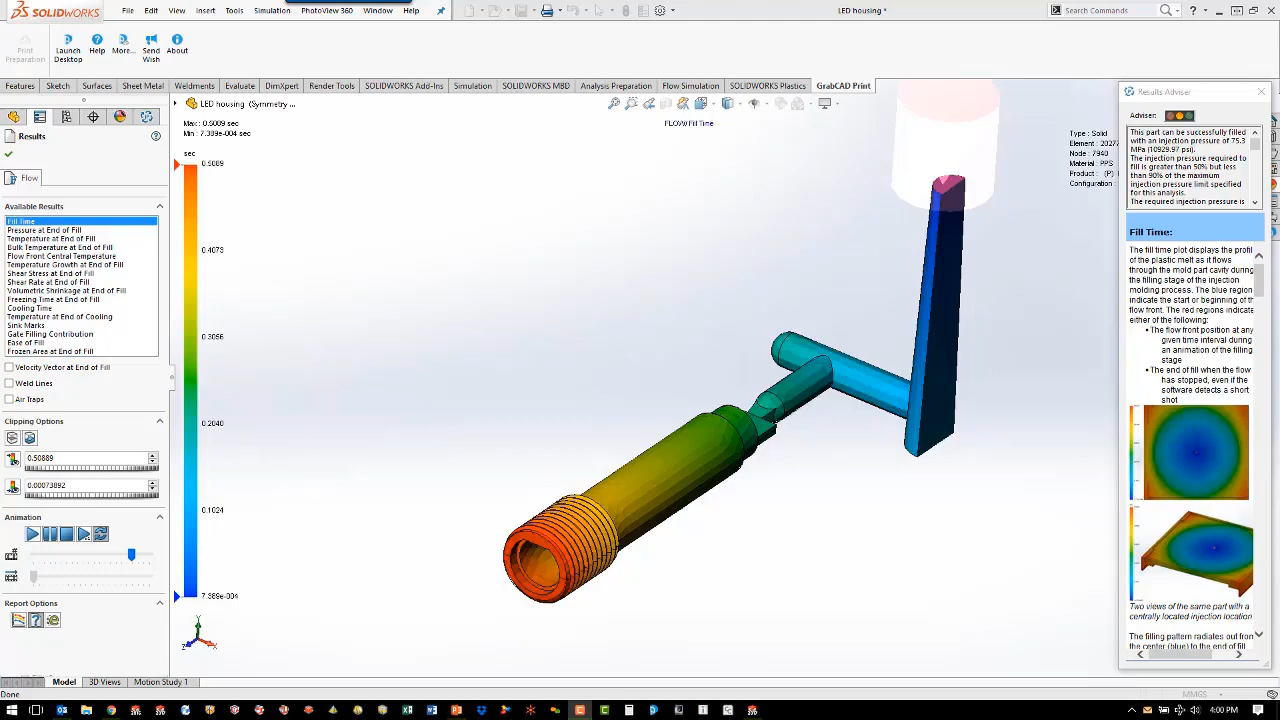 SOLIDWORKS
File Edit View Insert Tools Simulation PhotoView 360 Window Help
LED housing *
Search Commands
Print Preparation
Launch Desktop
Help
More...
Send Wish
About
Features Sketch Surfaces Sheet Metal Weldments Evaluate DimXpert Render Tools SOLIDWORKS Add-Ins Simulation SOLIDWORKS MBD Analysis Preparation Flow Simulation SOLIDWORKS Plastics GrabCAD Print
LED housing (Symmetry ...
Results
Flow
Available Results
Fill Time
Pressure at End of Fill
Temperature at End of Fill
Bulk Temperature at End of Fill
Flow Front Central Temperature
Temperature Growth at End of Fill
Shear Stress at End of Fill
Shear Rate at End of Fill
Volumetric Shrinkage at End of Fill
Freezing Time at End of Fill
Cooling Time
Temperature at End of Cooling
Sink Marks
Gate Filling Contribution
Ease of Fill
Frozen Area at End of Fill
Velocity Vector at End of Fill
Weld Lines
Air Traps
Clipping Options
0.50889
0.00073892
Animation
Report Options
Max : 0.5089 sec
Min : 7.389e-004 sec
sec
0.5089
0.4073
0.3056
0.2040
0.1024
7.389e-004
FLOW/Fill Time
Type : Solid
Element : 20272
Node : 7940
Material : PPS
Product : (P)
Configuration :
Results Adviser
Adviser:
This part can be successfully filled
with an injection pressure of 75.3
MPa (10929.97 psi).
The injection pressure required to
fill is greater than 50% but less
than 90% of the maximum
injection pressure limit specified
for this analysis.
The required injection pressure is
Fill Time:
The fill time plot displays the profil
of the plastic melt as it flows
through the mold part cavity during
the filling stage of the injection
molding process. The blue region
indicate the start or beginning of th
flow front. The red regions indicate
either of the following:
• The flow front position at any
given time interval during
an animation of the filling
stage
• The end of fill when the flow
has stopped, even if the
software detects a short
shot
Two views of the same part with a
centrally located injection location
The filling pattern radiates out from
the center (blue) to the end of fill
X
Y
Z
Model 3D Views Motion Study 1
Done
MMGS
4:00 PM